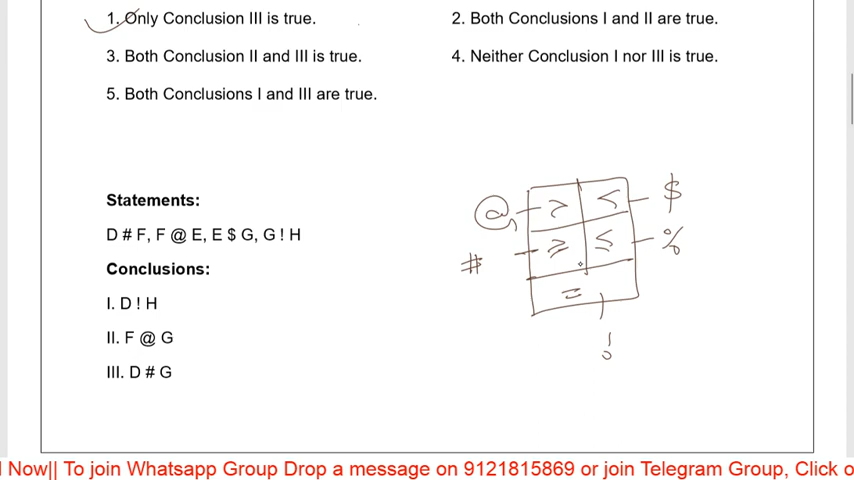 1. Only Conclusion III is true.
2. Both Conclusions I and II are true.
3. Both Conclusion II and III is true.
4. Neither Conclusion I nor III is true.
5. Both Conclusions I and III are true.
Statements:
D # F, F @ E, E $ G, G ! H
Conclusions:
I. D ! H
II. F @ G
III. D # G
@ > < $
# ≥ ≤ %
=
!
Now|| To join Whatsapp Group Drop a message on 9121815869 or join Telegram Group, Click o